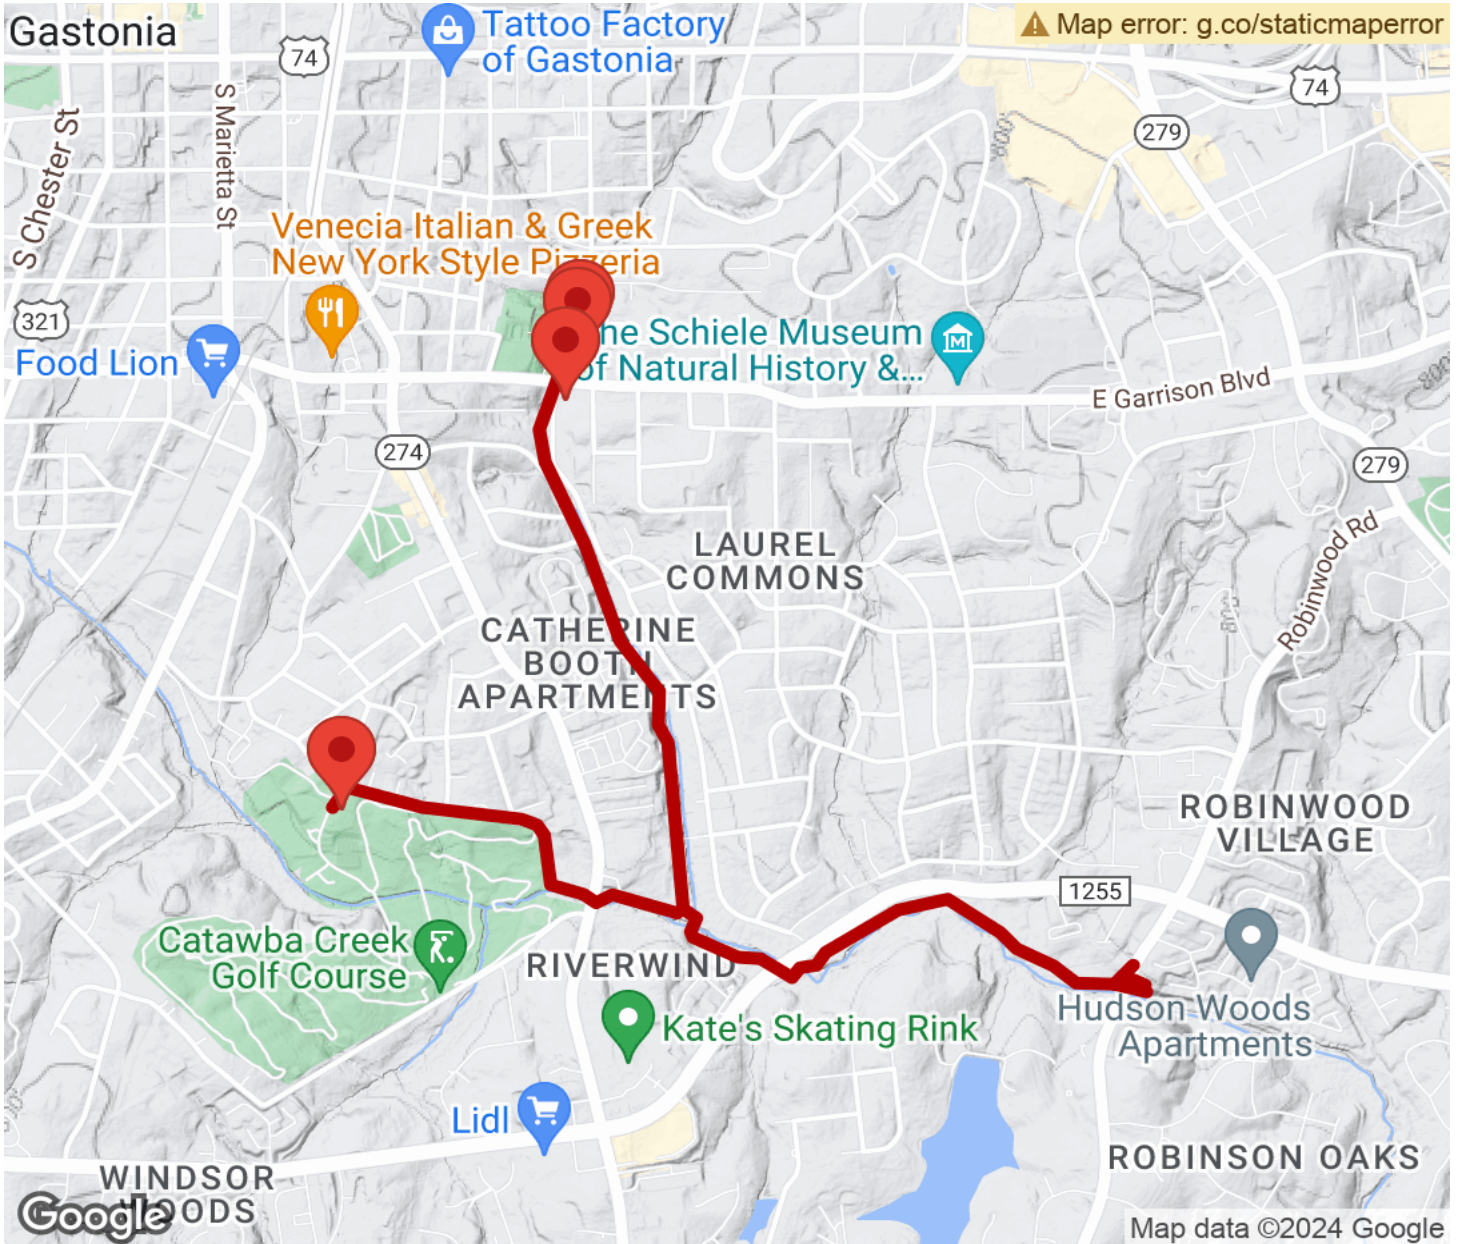 Gastonia
Tattoo Factory
of Gastonia
Map error: g.co/staticmaperror
74
74
279
S Chester St
S Marietta St
800
Venecia Italian & Greek
New York Style Pizzeria
321
Food Lion
he Schiele Museum
of Natural History &...
E Garrison Blvd
800
274
279
Robinwood Rd
LAUREL
COMMONS
800
CATHERINE
BOOTH
APARTMENTS
ROBINWOOD
VILLAGE
1255
Catawba Creek
Golf Course
RIVERWIND
Kate's Skating Rink
Hudson Woods
Apartments
Lidl
ROBINSON OAKS
WINDSOR
WOODS
Google
Map data ©2024 Google